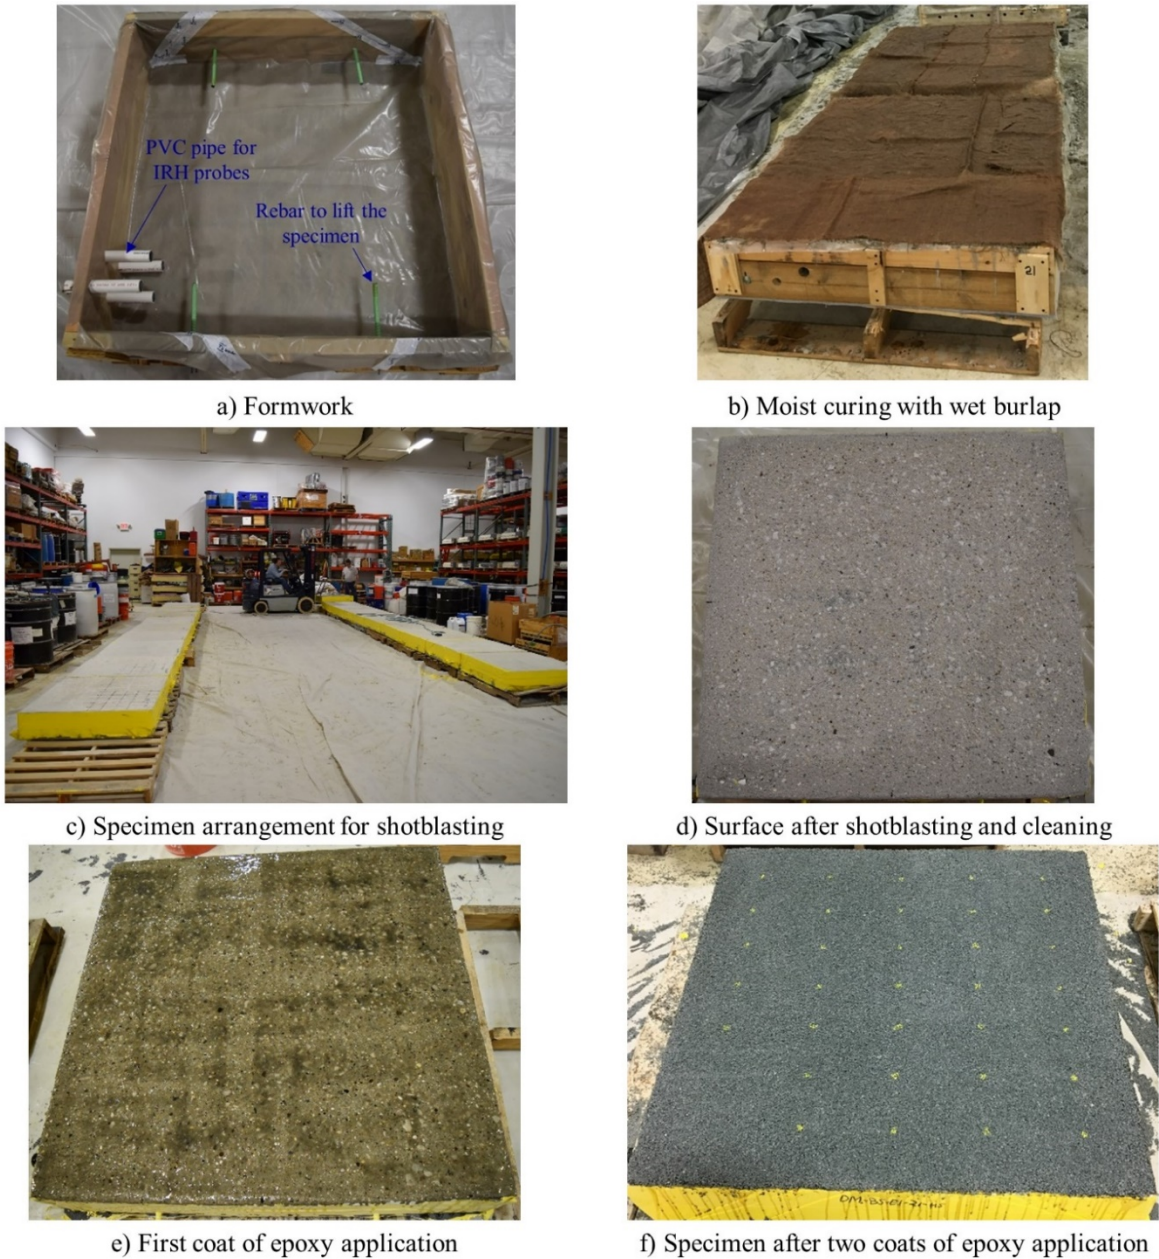 PVC pipe for
IRH probes
Rebar to lift the
specimen
a) Formwork
21
b) Moist curing with wet burlap
c) Specimen arrangement for shotblasting
d) Surface after shotblasting and cleaning
e) First coat of epoxy application
f) Specimen after two coats of epoxy application